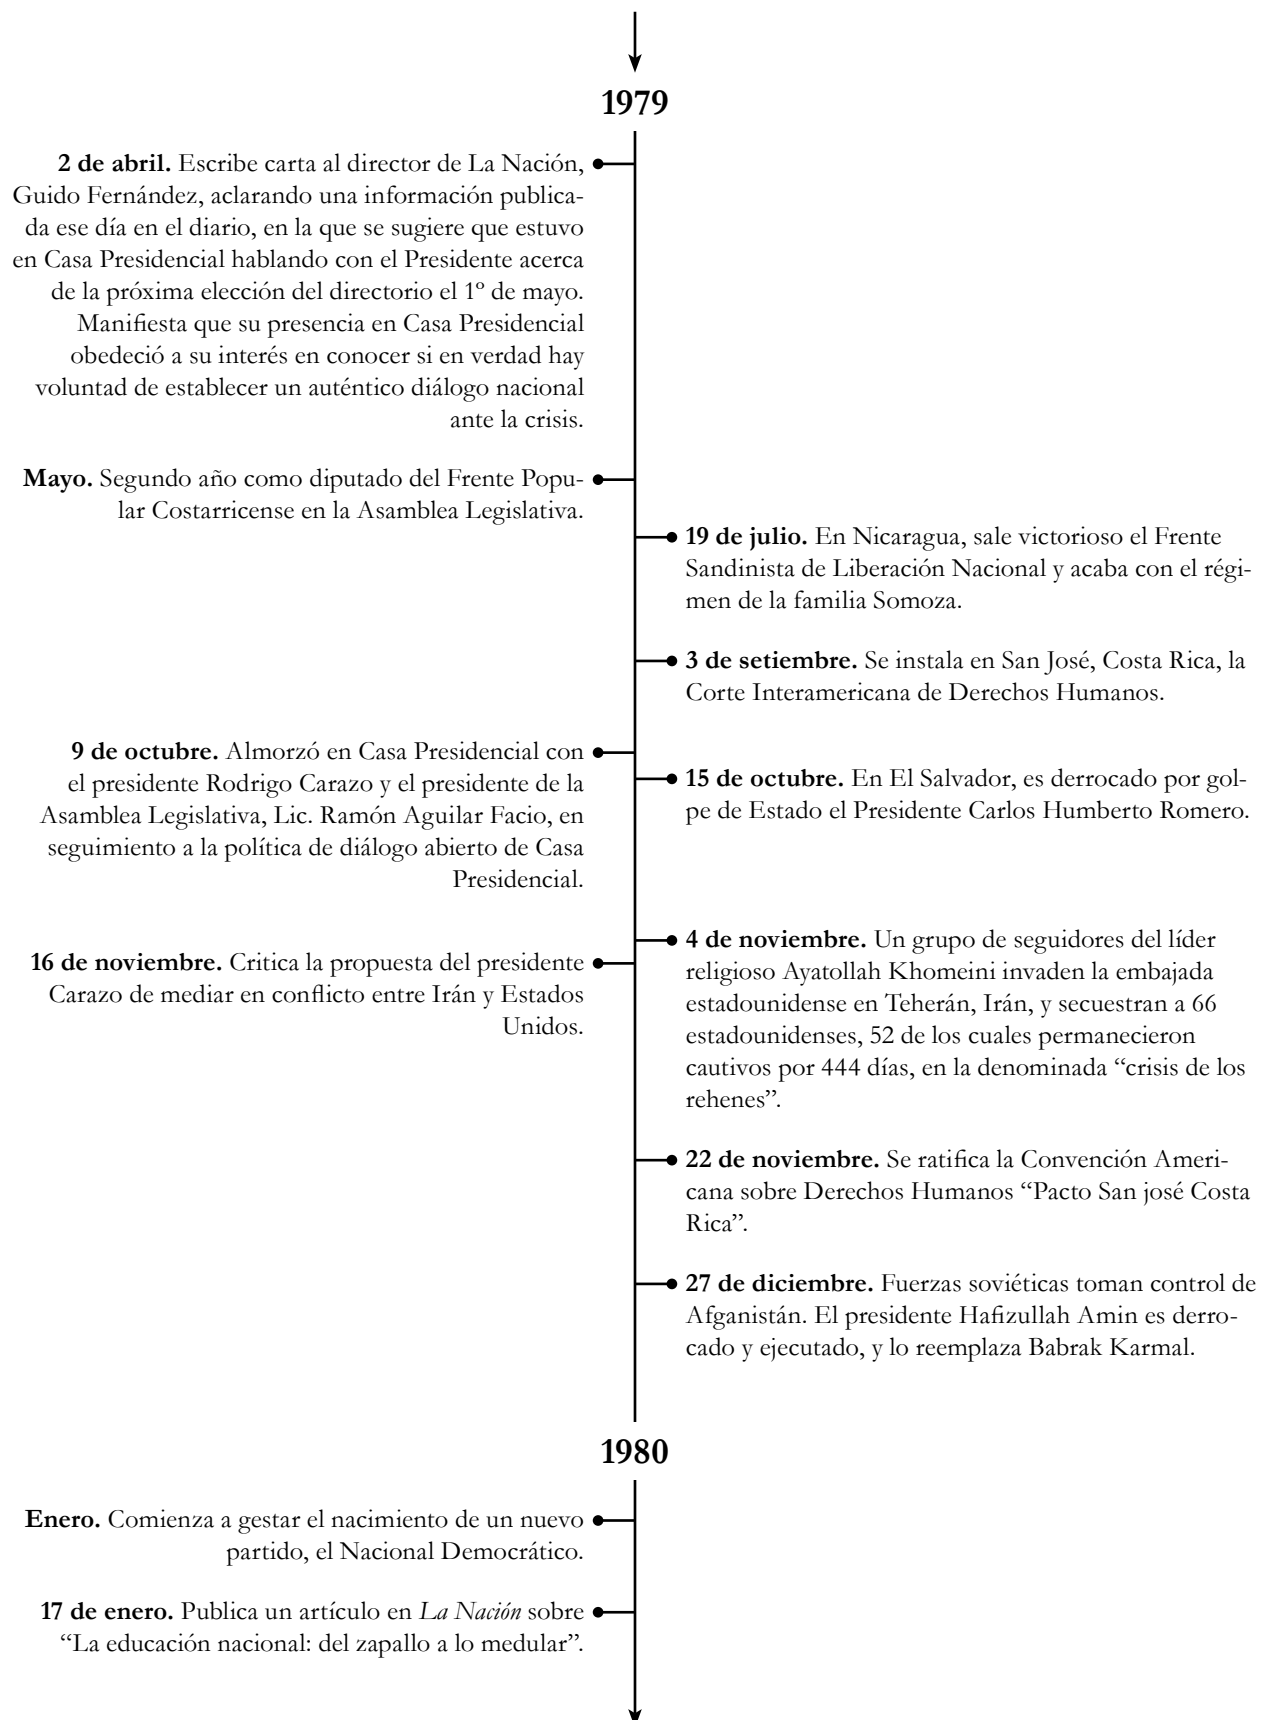 1979
2 de abril. Escribe carta al director de La Nación,
Guido Fernández, aclarando una información publica-
da ese día en el diario, en la que se sugiere que estuvo
en Casa Presidencial hablando con el Presidente acerca
de la próxima elección del directorio el 1º de mayo.
Manifiesta que su presencia en Casa Presidencial
obedeció a su interés en conocer si en verdad hay
voluntad de establecer un auténtico diálogo nacional
ante la crisis.
Mayo. Segundo año como diputado del Frente Popu-
lar Costarricense en la Asamblea Legislativa.
19 de julio. En Nicaragua, sale victorioso el Frente
Sandinista de Liberación Nacional y acaba con el régi-
men de la familia Somoza.
3 de setiembre. Se instala en San José, Costa Rica, la
Corte Interamericana de Derechos Humanos.
9 de octubre. Almorzó en Casa Presidencial con
el presidente Rodrigo Carazo y el presidente de la
Asamblea Legislativa, Lic. Ramón Aguilar Facio, en
seguimiento a la política de diálogo abierto de Casa
Presidencial.
15 de octubre. En El Salvador, es derrocado por gol-
pe de Estado el Presidente Carlos Humberto Romero.
4 de noviembre. Un grupo de seguidores del líder
religioso Ayatollah Khomeini invaden la embajada
estadounidense en Teherán, Irán, y secuestran a 66
estadounidenses, 52 de los cuales permanecieron
cautivos por 444 días, en la denominada “crisis de los
rehenes”.
16 de noviembre. Critica la propuesta del presidente
Carazo de mediar en conflicto entre Irán y Estados
Unidos.
22 de noviembre. Se ratifica la Convención Ameri-
cana sobre Derechos Humanos “Pacto San josé Costa
Rica”.
27 de diciembre. Fuerzas soviéticas toman control de
Afganistán. El presidente Hafizullah Amin es derro-
cado y ejecutado, y lo reemplaza Babrak Karmal.
1980
Enero. Comienza a gestar el nacimiento de un nuevo
partido, el Nacional Democrático.
17 de enero. Publica un artículo en La Nación sobre
“La educación nacional: del zapallo a lo medular”.